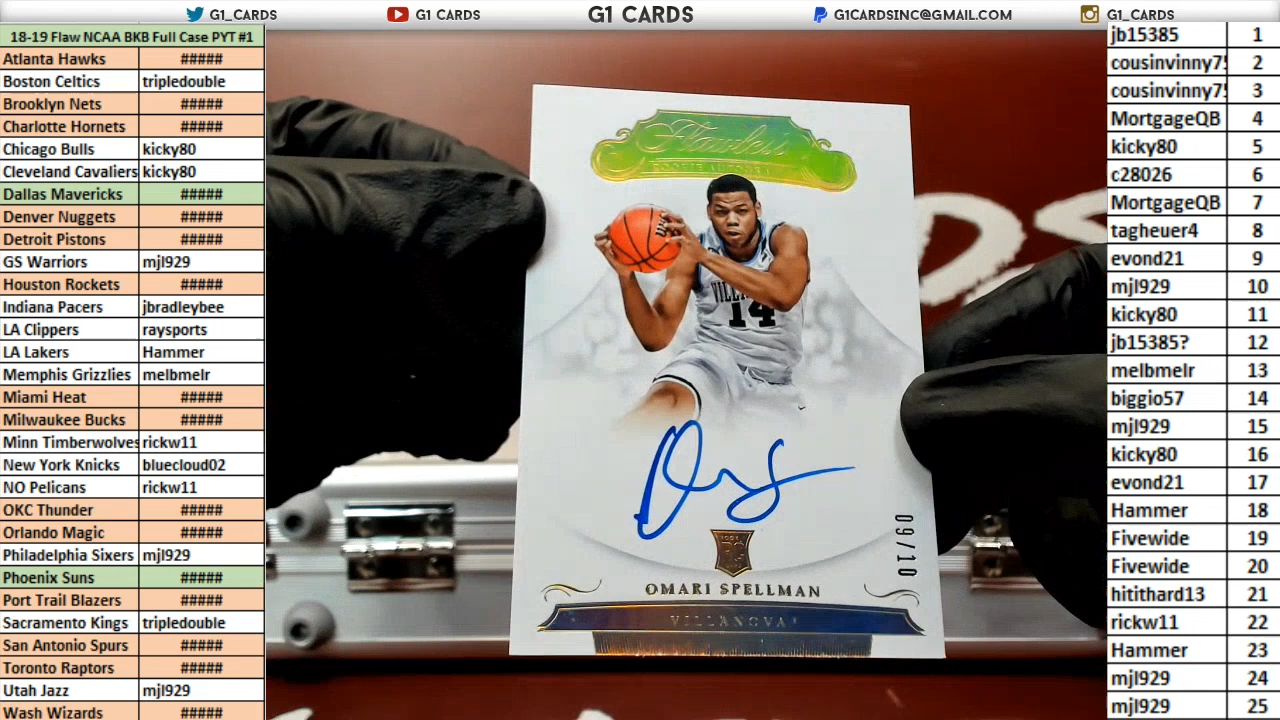 G1_CARDS G1 CARDS G1 CARDS G1CARDSINC@GMAIL.COM G1_CARDS
18-19 Flaw NCAA BKB Full Case PYT #1
Atlanta Hawks #####
Boston Celtics tripledouble
Brooklyn Nets #####
Charlotte Hornets #####
Chicago Bulls kicky80
Cleveland Cavaliers kicky80
Dallas Mavericks #####
Denver Nuggets #####
Detroit Pistons #####
GS Warriors mjl929
Houston Rockets #####
Indiana Pacers jbradleybee
LA Clippers raysports
LA Lakers Hammer
Memphis Grizzlies melbmelr
Miami Heat #####
Milwaukee Bucks #####
Minn Timberwolves rickw11
New York Knicks bluecloud02
NO Pelicans rickw11
OKC Thunder #####
Orlando Magic #####
Philadelphia Sixers mjl929
Phoenix Suns #####
Port Trail Blazers #####
Sacramento Kings tripledouble
San Antonio Spurs #####
Toronto Raptors #####
Utah Jazz mjl929
Wash Wizards #####
Flawless
14
09/10
RC
OMARI SPELLMAN
VILLANOVA
jb15385 1
cousinvinny75 2
cousinvinny75 3
MortgageQB 4
kicky80 5
c28026 6
MortgageQB 7
tagheuer4 8
evond21 9
mjl929 10
kicky80 11
jb15385? 12
melbmelr 13
biggio57 14
mjl929 15
kicky80 16
evond21 17
Hammer 18
Fivewide 19
Fivewide 20
hitithard13 21
rickw11 22
Hammer 23
mjl929 24
mjl929 25